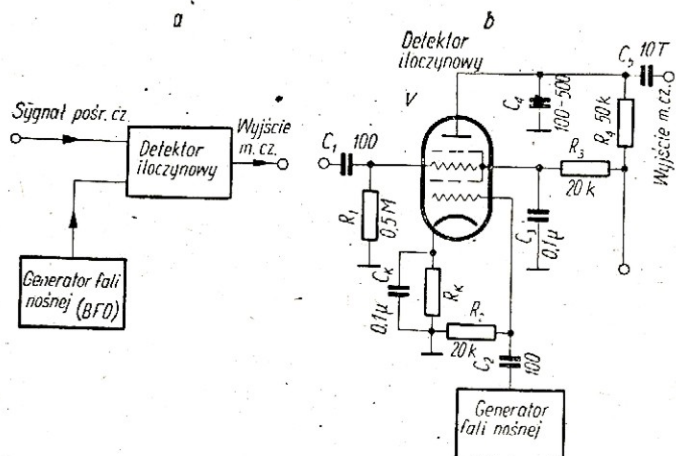 a
Sygnał pośr. cz.
Detektor
iloczynowy
Wyjście
m. cz.
Generator fali
nośnej (BFO)
b
Detektor
iloczynowy
V
C₁ 100
R₁
0,5 M
C₄
100-500
C₅ 10T
R₄ 50k
Wyjście m.cz.
R₃
20 k
C₃
0,1μ
Cₖ
0,1μ
Rₖ
R₂
20k
C₂
100
Generator
fali nośnej